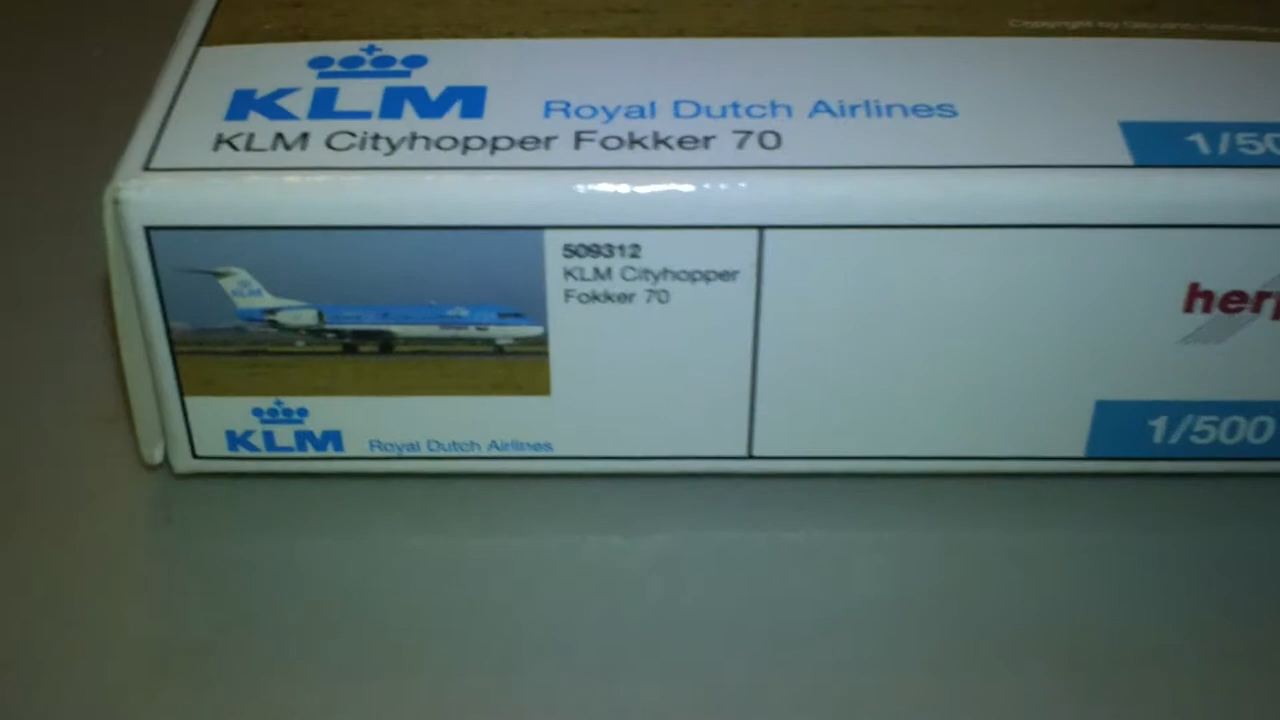 KLM
Royal Dutch Airlines
KLM Cityhopper Fokker 70
509312
KLM Cityhopper
Fokker 70
1/500
KLM
Royal Dutch Airlines